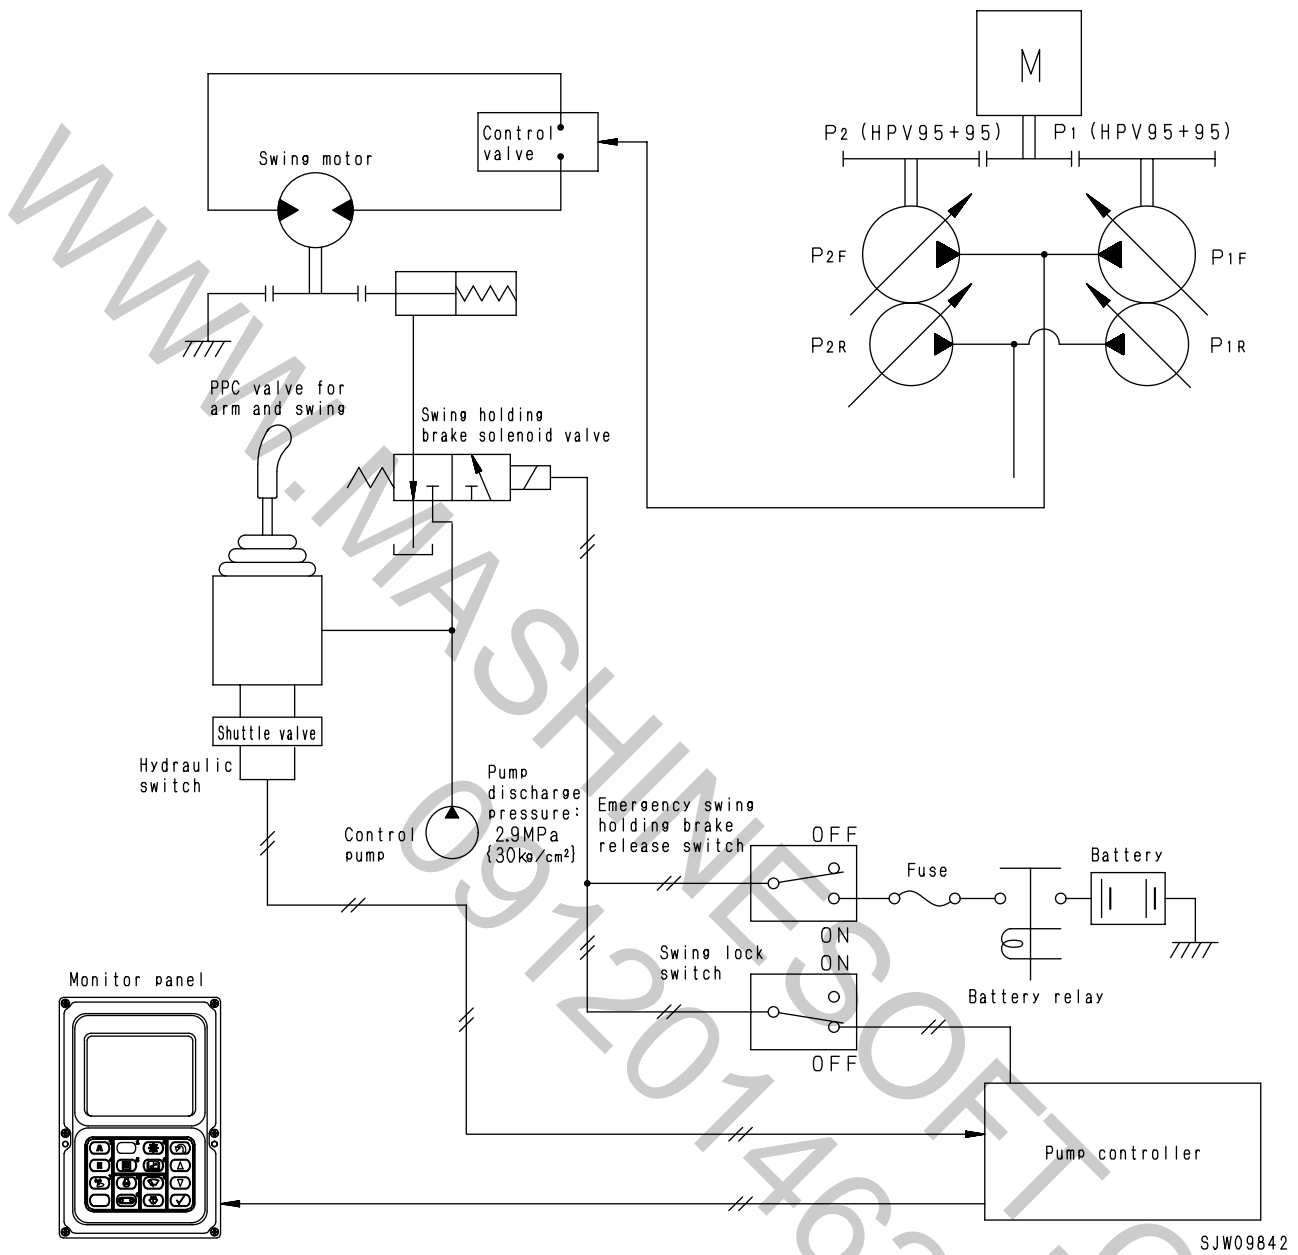 M
P2 (HPV95+95)
P1 (HPV95+95)
Control
valve
Swing motor
P2F
P1F
P2R
P1R
PPC valve for
arm and swing
Swing holding
brake solenoid valve
Shuttle valve
Hydraulic
switch
Pump
discharge
pressure:
2.9MPa
{30kg/cm²}
Control
pump
Emergency swing
holding brake
release switch
OFF
ON
Fuse
Battery
Battery relay
Swing lock
switch
ON
OFF
Monitor panel
Pump controller
SJW09842
WWW.MASHINESOFT
09120146